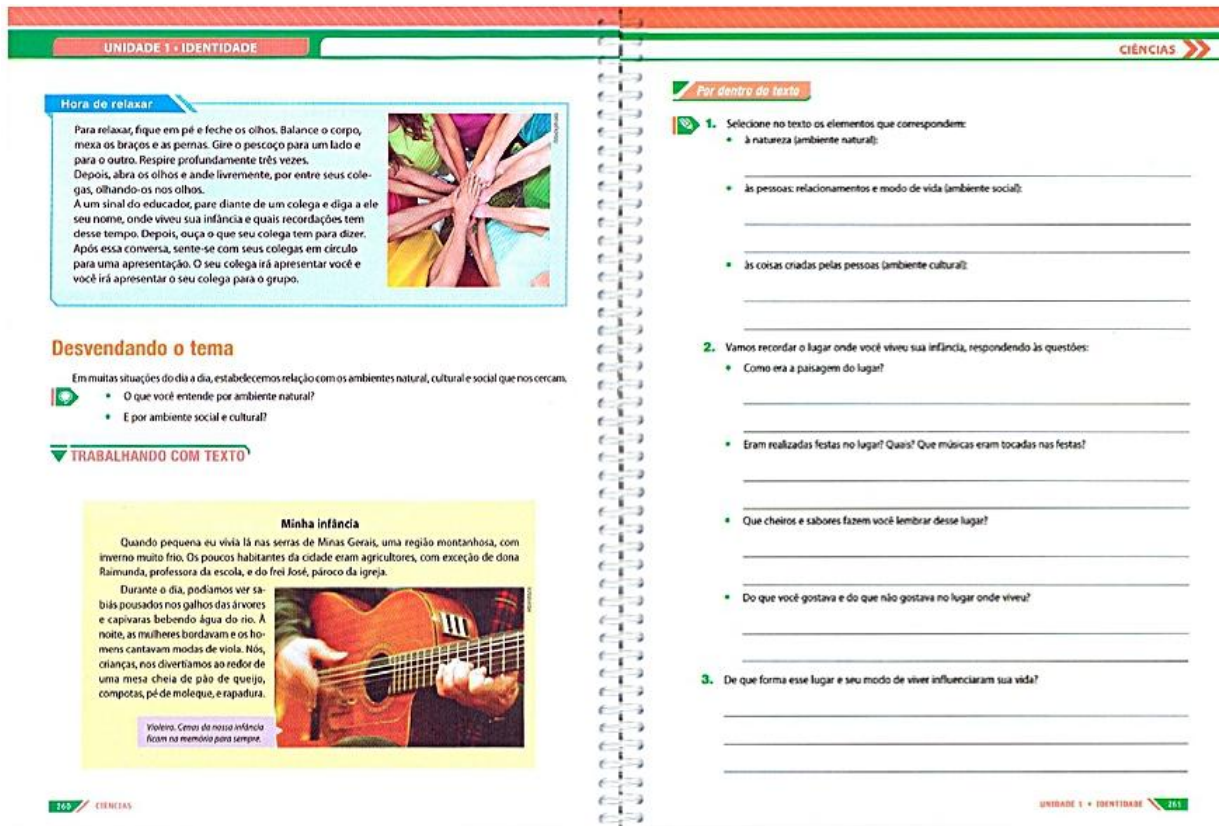 UNIDADE 1 • IDENTIDADE
Hora de relaxar
Para relaxar, fique em pé e feche os olhos. Balance o corpo,
mexa os braços e as pernas. Gire o pescoço para um lado e
para o outro. Respire profundamente três vezes.
Depois, abra os olhos e ande livremente, por entre seus cole-
gas, olhando-os nos olhos.
A um sinal do educador, pare diante de um colega e diga a ele
seu nome, onde viveu sua infância e quais recordações tem
desse tempo. Depois, ouça o que seu colega tem para dizer.
Após essa conversa, sente-se com seus colegas em círculo
para uma apresentação. O seu colega irá apresentar você e
você irá apresentar o seu colega para o grupo.
Desvendando o tema
Em muitas situações do dia a dia, estabelecemos relação com os ambientes natural, cultural e social que nos cercam.
• O que você entende por ambiente natural?
• E por ambiente social e cultural?
TRABALHANDO COM TEXTO
Minha infância
Quando pequena eu vivia lá nas serras de Minas Gerais, uma região montanhosa, com
inverno muito frio. Os poucos habitantes da cidade eram agricultores, com exceção de dona
Raimunda, professora da escola, e do frei José, pároco da igreja.
Durante o dia, podíamos ver sa-
biás pousados nos galhos das árvores
e capivaras bebendo água do rio. À
noite, as mulheres bordavam e os ho-
mens cantavam modas de viola. Nós,
crianças, nos divertíamos ao redor de
uma mesa cheia de pão de queijo,
compotas, pé de moleque, e rapadura.
Violeiro. Cenas da nossa infância
ficam na memória para sempre.
260 CIÊNCIAS
CIÊNCIAS
Por dentro do texto
1. Selecione no texto os elementos que correspondem:
• à natureza (ambiente natural):
• às pessoas: relacionamentos e modo de vida (ambiente social):
• às coisas criadas pelas pessoas (ambiente cultural):
2. Vamos recordar o lugar onde você viveu sua infância, respondendo às questões:
• Como era a paisagem do lugar?
• Eram realizadas festas no lugar? Quais? Que músicas eram tocadas nas festas?
• Que cheiros e sabores fazem você lembrar desse lugar?
• Do que você gostava e do que não gostava no lugar onde viveu?
3. De que forma esse lugar e seu modo de viver influenciaram sua vida?
UNIDADE 1 • IDENTIDADE 261